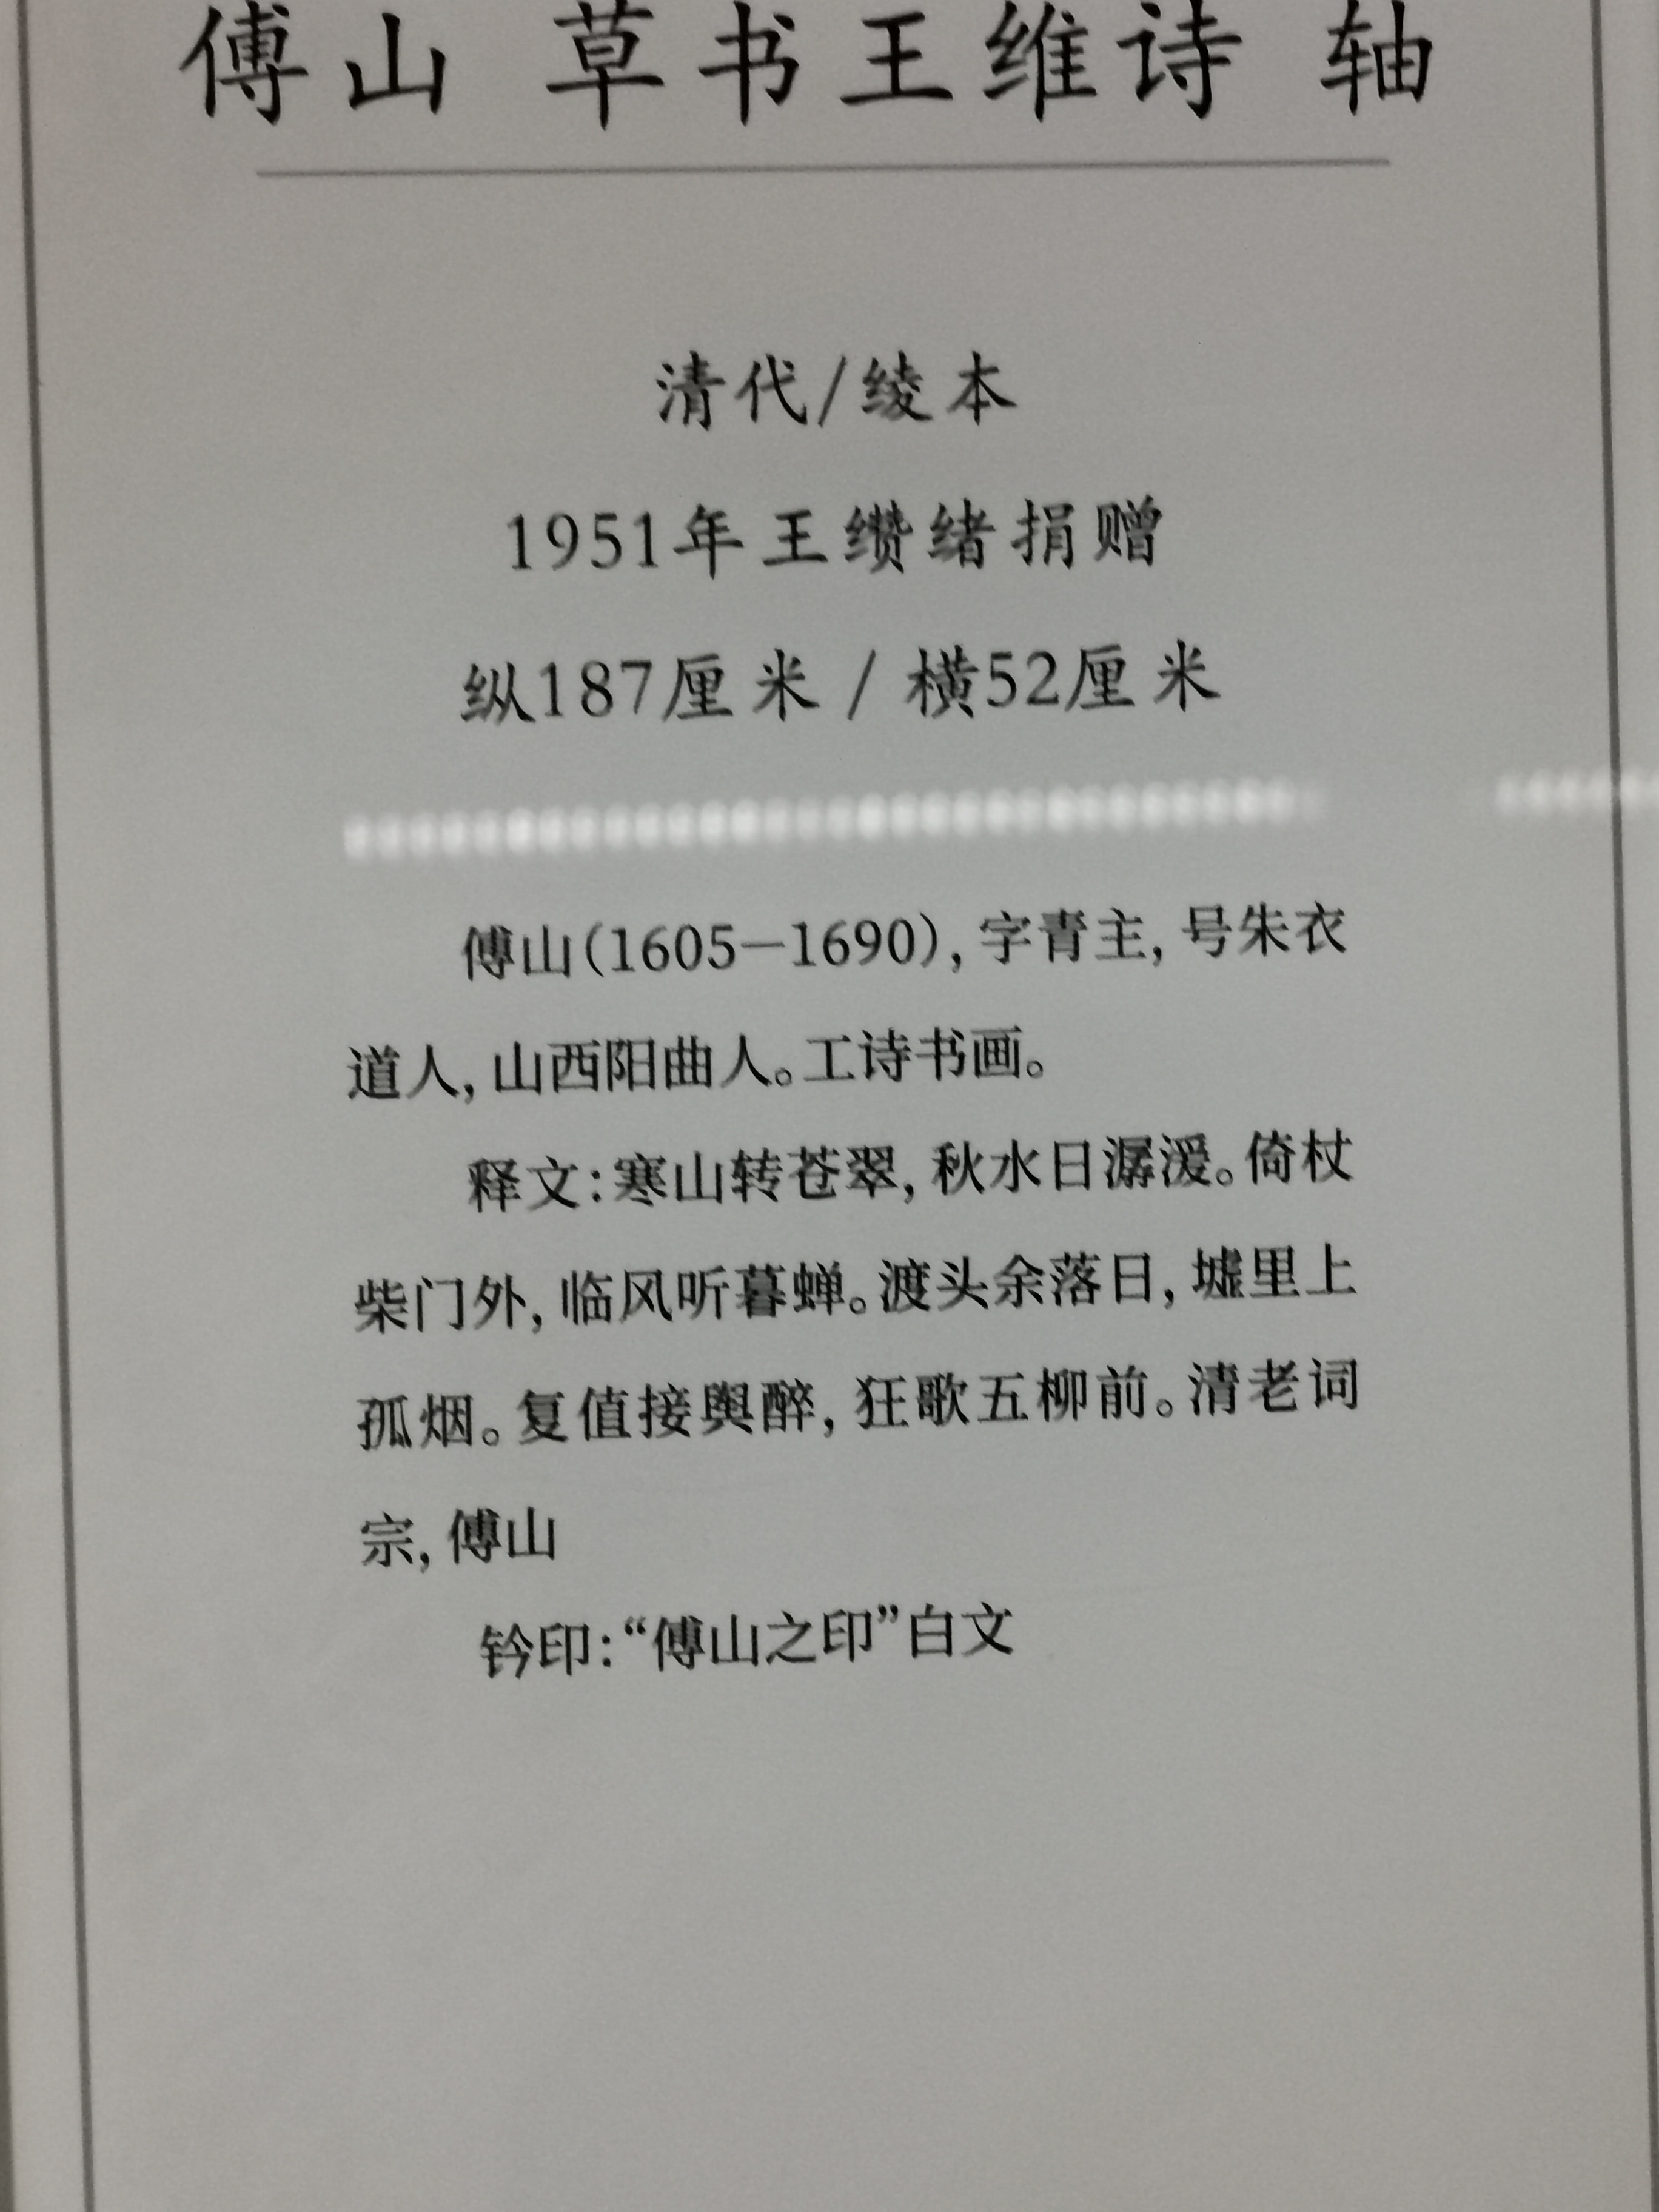 傅山 草书王维诗 轴
清代/绫本
1951年王缵绪捐赠
纵187厘米 / 横52厘米
傅山(1605—1690),字青主,号朱衣
道人,山西阳曲人。工诗书画。
释文:寒山转苍翠,秋水日潺湲。倚杖
柴门外,临风听暮蝉。渡头余落日,墟里上
孤烟。复值接舆醉,狂歌五柳前。清老词
宗,傅山
钤印:“傅山之印”白文